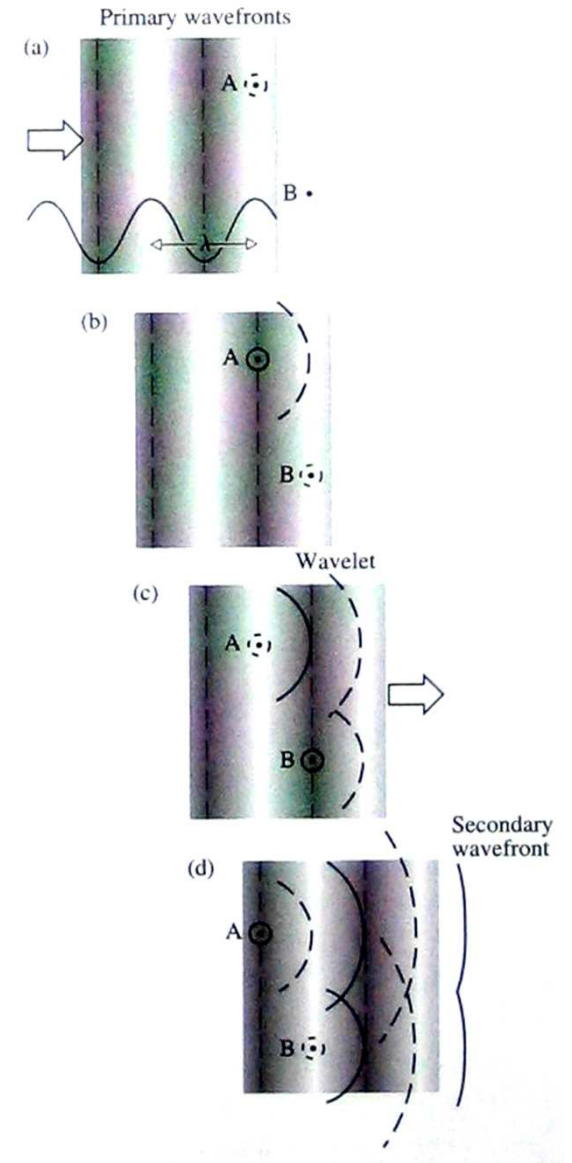 Primary wavefronts
(a)
A
B
λ
(b)
A
B
Wavelet
(c)
A
B
Secondary
wavefront
(d)
A
B